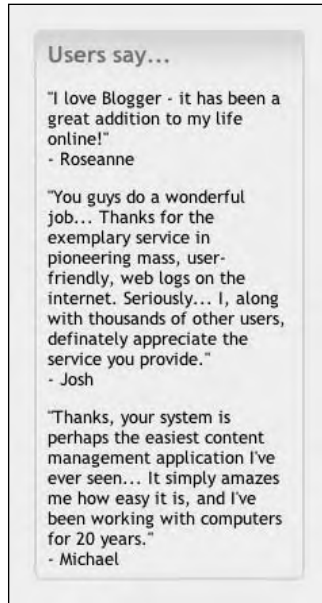 Users say...
"I love Blogger - it has been a
great addition to my life
online!"
- Roseanne
"You guys do a wonderful
job... Thanks for the
exemplary service in
pioneering mass, user-
friendly, web logs on the
internet. Seriously... I, along
with thousands of other users,
definately appreciate the
service you provide."
- Josh
"Thanks, your system is
perhaps the easiest content
management application I've
ever seen... It simply amazes
me how easy it is, and I've
been working with computers
for 20 years."
- Michael